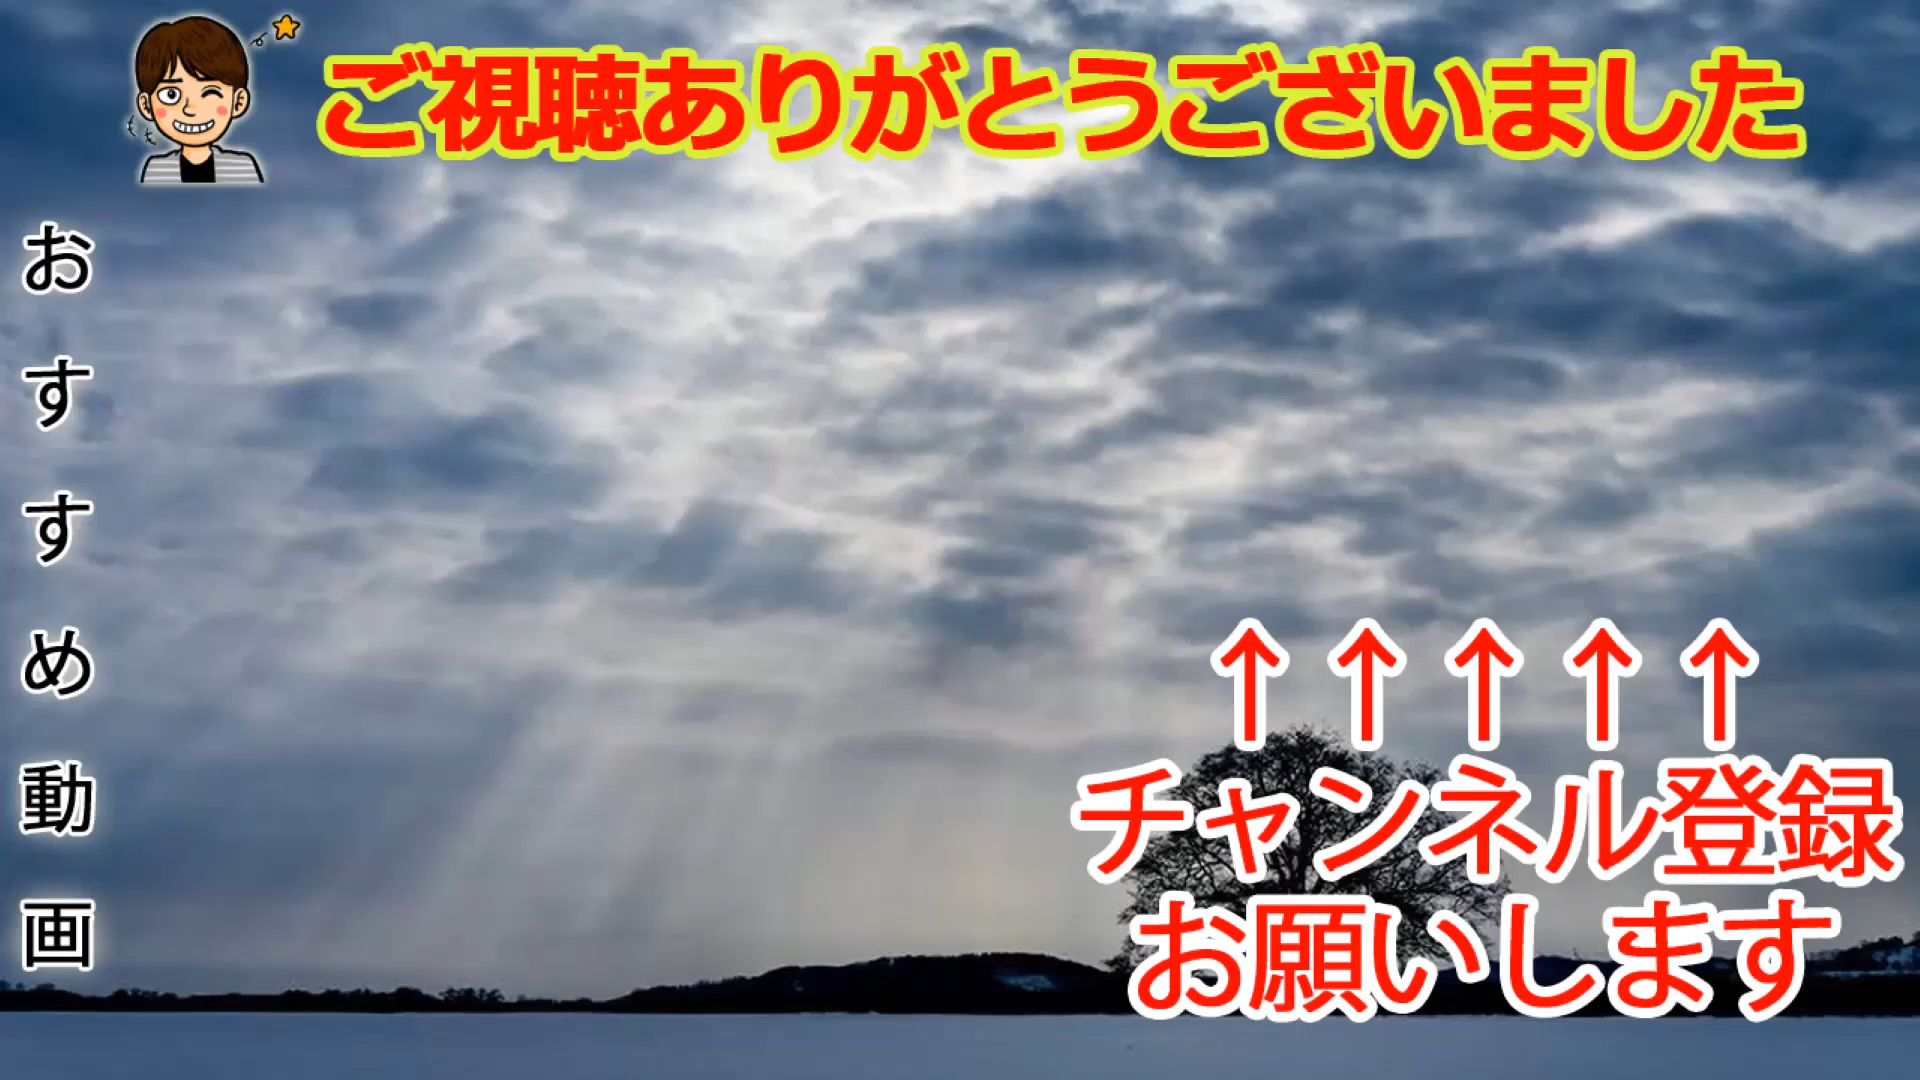 ご視聴ありがとうございました
おすすめ動画
↑↑↑↑↑
チャンネル登録
お願いします